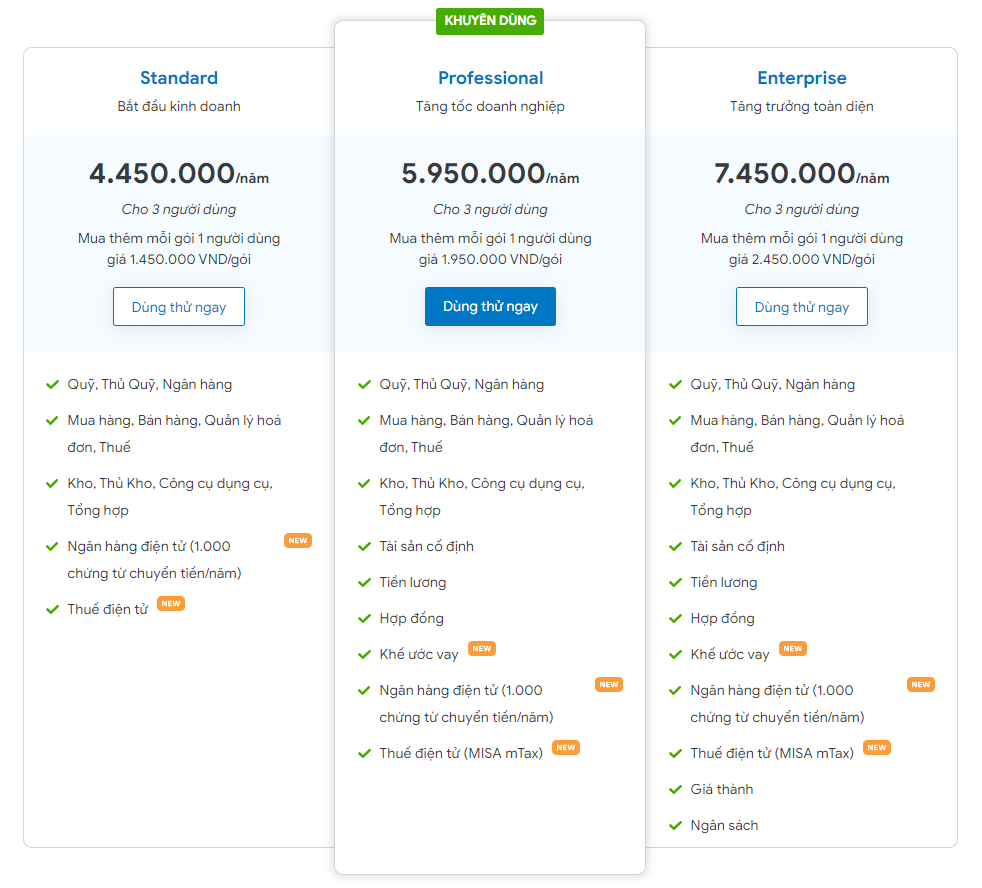 KHUYÊN DÙNG
Standard
Bắt đầu kinh doanh
4.450.000/năm
Cho 3 người dùng
Mua thêm mỗi gói 1 người dùng
giá 1.450.000 VND/gói
Dùng thử ngay
Quỹ, Thủ Quỹ, Ngân hàng
Mua hàng, Bán hàng, Quản lý hoá
đơn, Thuế
Kho, Thủ Kho, Công cụ dụng cụ,
Tổng hợp
Ngân hàng điện tử (1.000 NEW
chứng từ chuyển tiền/năm)
Thuế điện tử NEW
Professional
Tăng tốc doanh nghiệp
5.950.000/năm
Cho 3 người dùng
Mua thêm mỗi gói 1 người dùng
giá 1.950.000 VND/gói
Dùng thử ngay
Quỹ, Thủ Quỹ, Ngân hàng
Mua hàng, Bán hàng, Quản lý hoá
đơn, Thuế
Kho, Thủ Kho, Công cụ dụng cụ,
Tổng hợp
Tài sản cố định
Tiền lương
Hợp đồng
Khế ước vay NEW
Ngân hàng điện tử (1.000 NEW
chứng từ chuyển tiền/năm)
Thuế điện tử (MISA mTax) NEW
Enterprise
Tăng trưởng toàn diện
7.450.000/năm
Cho 3 người dùng
Mua thêm mỗi gói 1 người dùng
giá 2.450.000 VND/gói
Dùng thử ngay
Quỹ, Thủ Quỹ, Ngân hàng
Mua hàng, Bán hàng, Quản lý hoá
đơn, Thuế
Kho, Thủ Kho, Công cụ dụng cụ,
Tổng hợp
Tài sản cố định
Tiền lương
Hợp đồng
Khế ước vay NEW
Ngân hàng điện tử (1.000 NEW
chứng từ chuyển tiền/năm)
Thuế điện tử (MISA mTax) NEW
Giá thành
Ngân sách